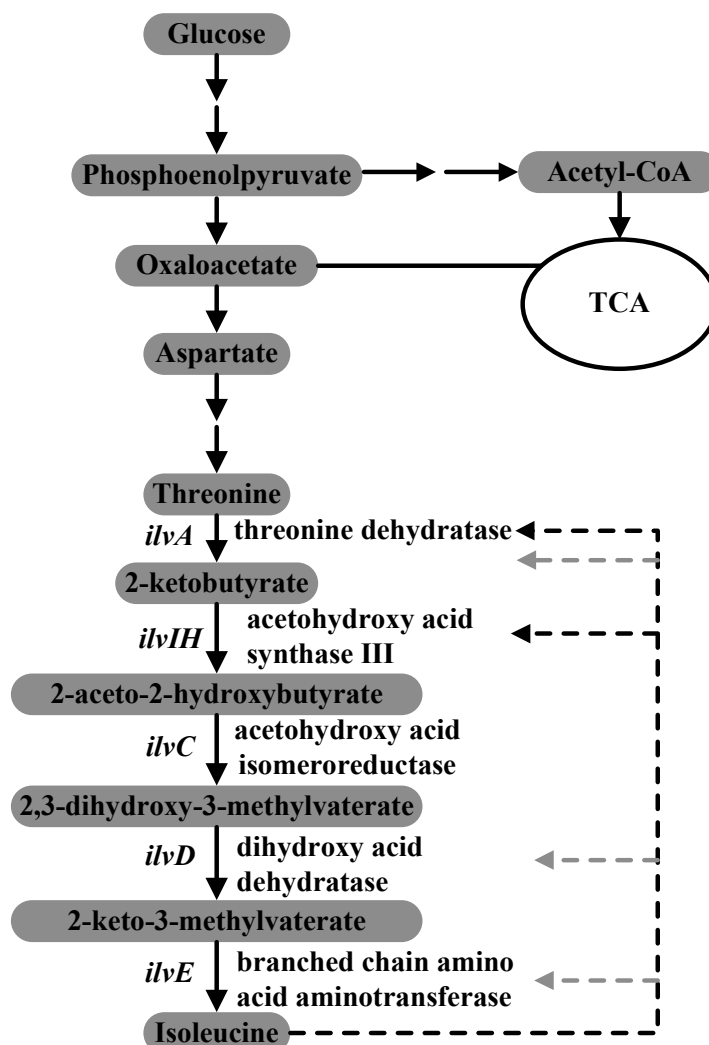 Glucose
Phosphoenolpyruvate
Acetyl-CoA
Oxaloacetate
TCA
Aspartate
Threonine
ilvA
threonine dehydratase
2-ketobutyrate
ilvIH
acetohydroxy acid
synthase III
2-aceto-2-hydroxybutyrate
ilvC
acetohydroxy acid
isomeroreductase
2,3-dihydroxy-3-methylvaterate
ilvD
dihydroxy acid
dehydratase
2-keto-3-methylvaterate
ilvE
branched chain amino
acid aminotransferase
Isoleucine